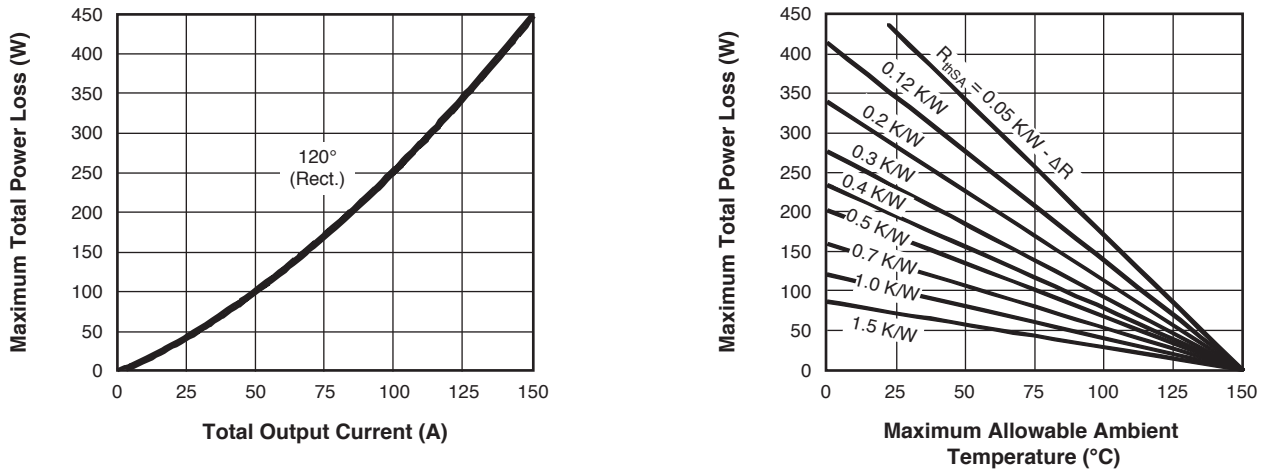 Maximum Total Power Loss (W)
450
400
350
300
250
200
150
100
50
0
120°
(Rect.)
0 25 50 75 100 125 150
Total Output Current (A)
Maximum Total Power Loss (W)
450
400
350
300
250
200
150
100
50
0
RthSA = 0.05 K/W - ΔR
0.12 K/W
0.2 K/W
0.3 K/W
0.4 K/W
0.5 K/W
0.7 K/W
1.0 K/W
1.5 K/W
0 25 50 75 100 125 150
Maximum Allowable Ambient
Temperature (°C)